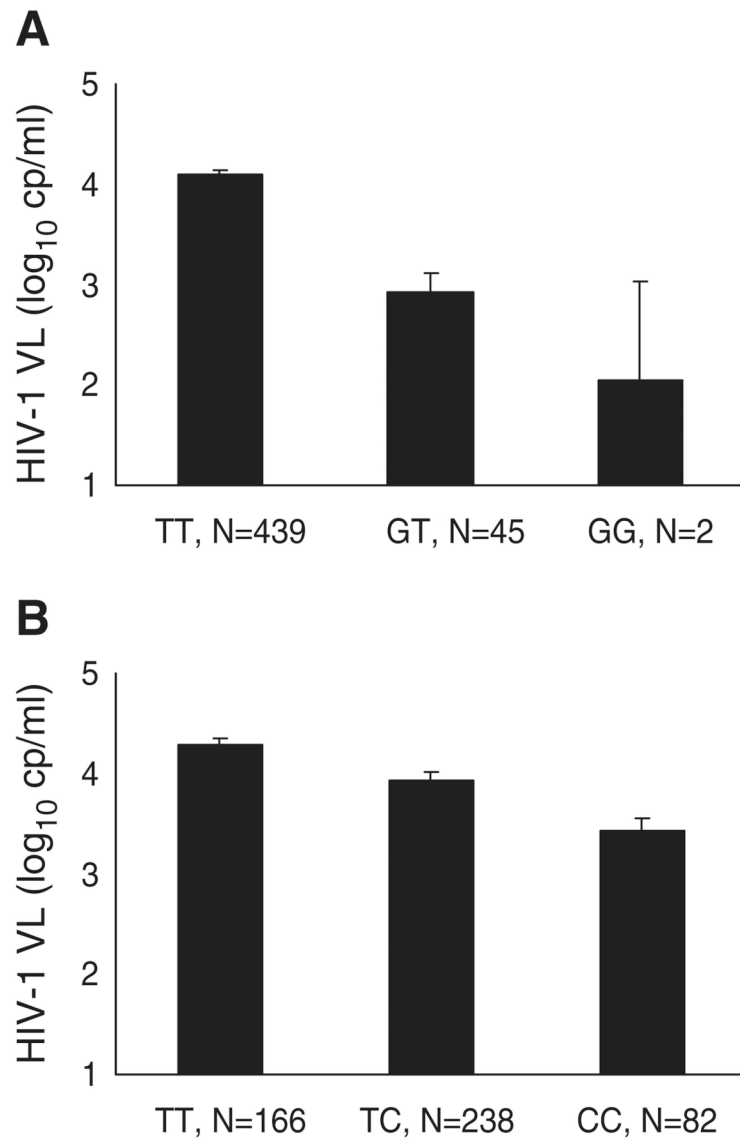 A
HIV-1 VL (log10 cp/ml)
5
4
3
2
1
TT, N=439 GT, N=45 GG, N=2
B
HIV-1 VL (log10 cp/ml)
5
4
3
2
1
TT, N=166 TC, N=238 CC, N=82